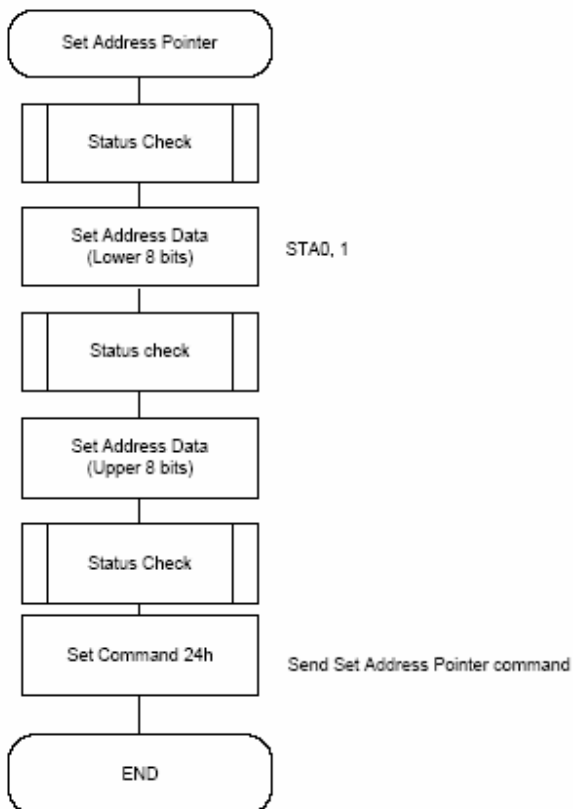 Set Address Pointer
Status Check
Set Address Data
(Lower 8 bits)
STA0, 1
Status check
Set Address Data
(Upper 8 bits)
Status Check
Set Command 24h
Send Set Address Pointer command
END